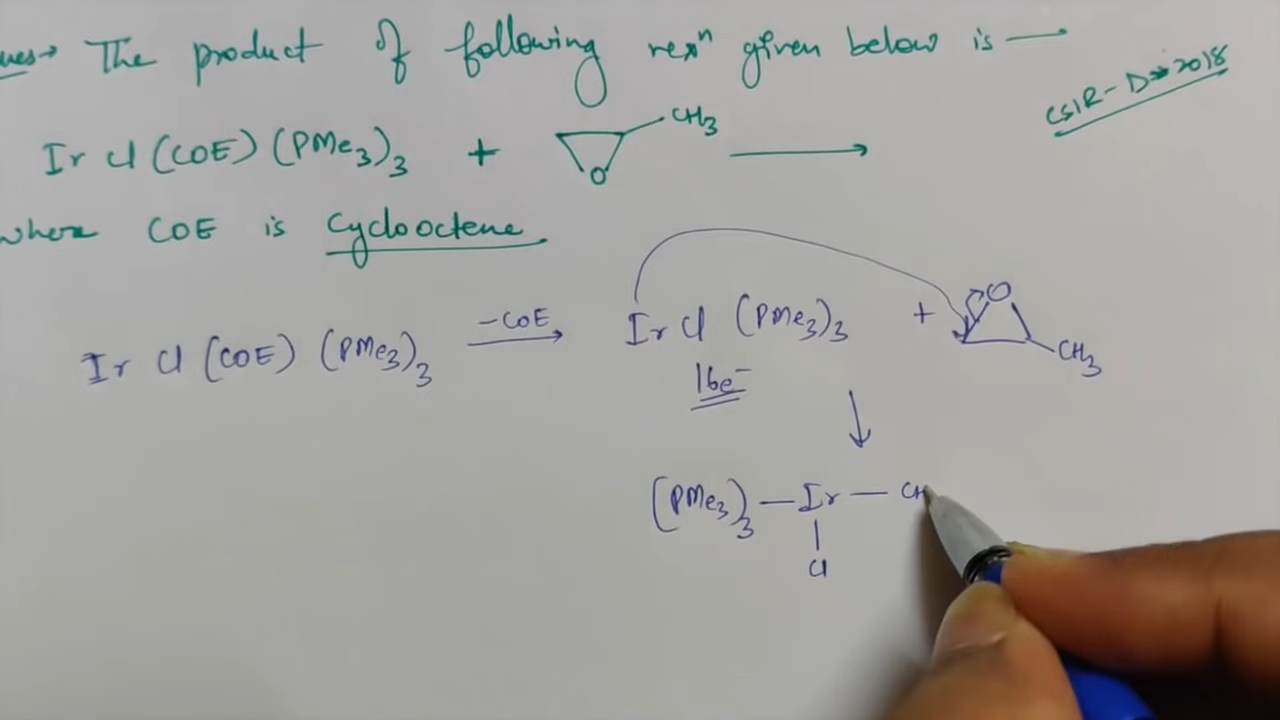 ues→ The product of following rexⁿ given below is —
CSIR-D→2018
Ir Cl (COE) (PMe₃)₃ + O CH₃ →
where COE is Cyclooctene
Ir Cl (COE) (PMe₃)₃ -COE → Ir Cl (PMe₃)₃ + O CH₃
16e⁻
(PMe₃)₃ — Ir — CH
Cl